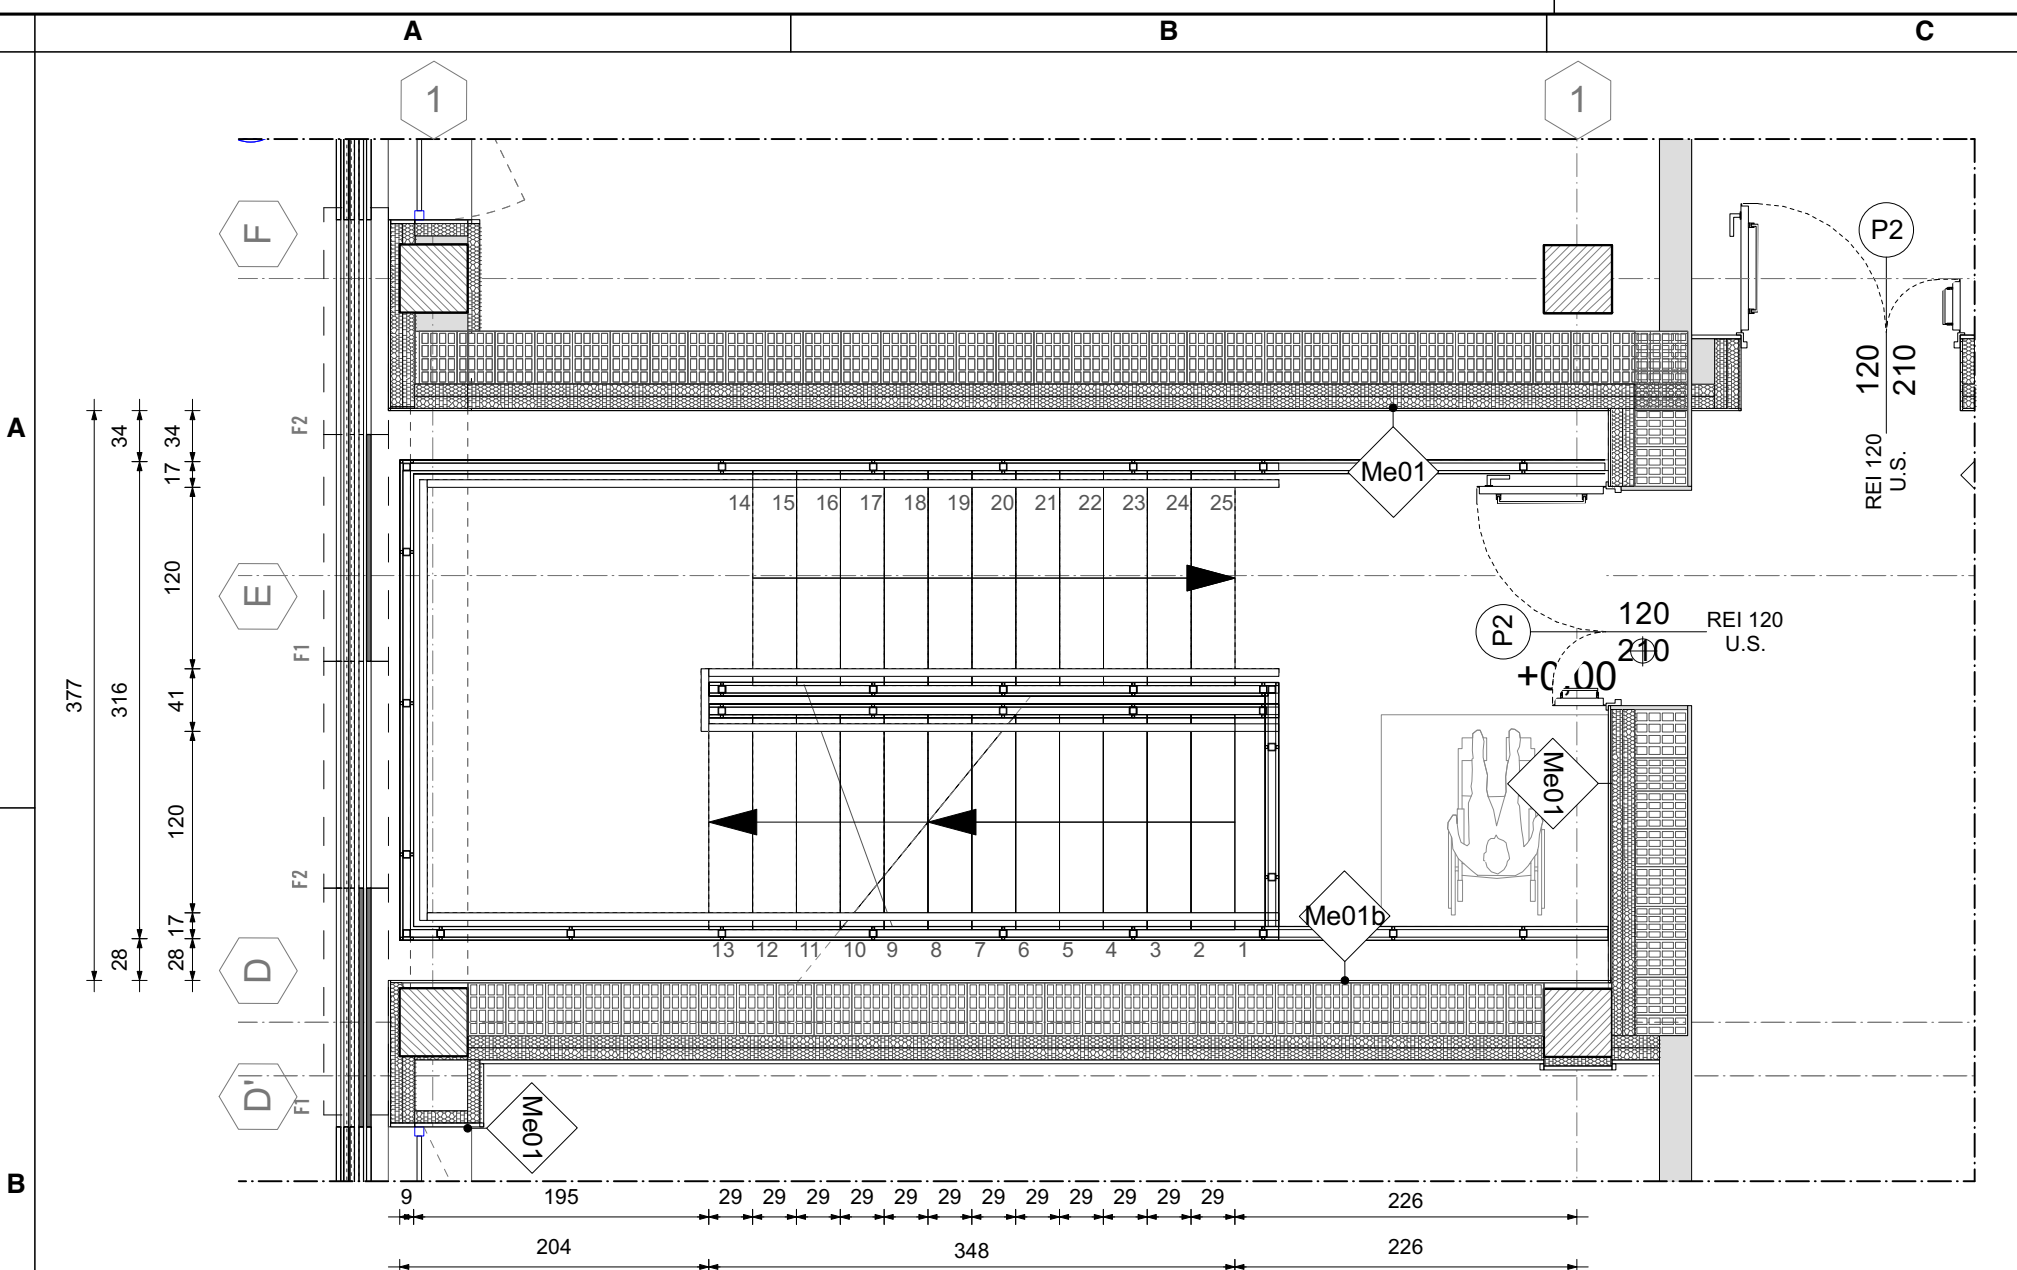 A
B
C
1
1
F
P2
120
210
REI 120
U.S.
A
34
34
F2
17
Me01
14 15 16 17 18 19 20 21 22 23 24 25
120
E
F1
P2
120
210
REI 120
U.S.
+0,00
377
316
41
Me01
120
F2
Me01b
17
13 12 11 10 9 8 7 6 5 4 3 2 1
28
28
D
D'
F1
Me01
B
9 195 29 29 29 29 29 29 29 29 29 29 29 29 226
204 348 226